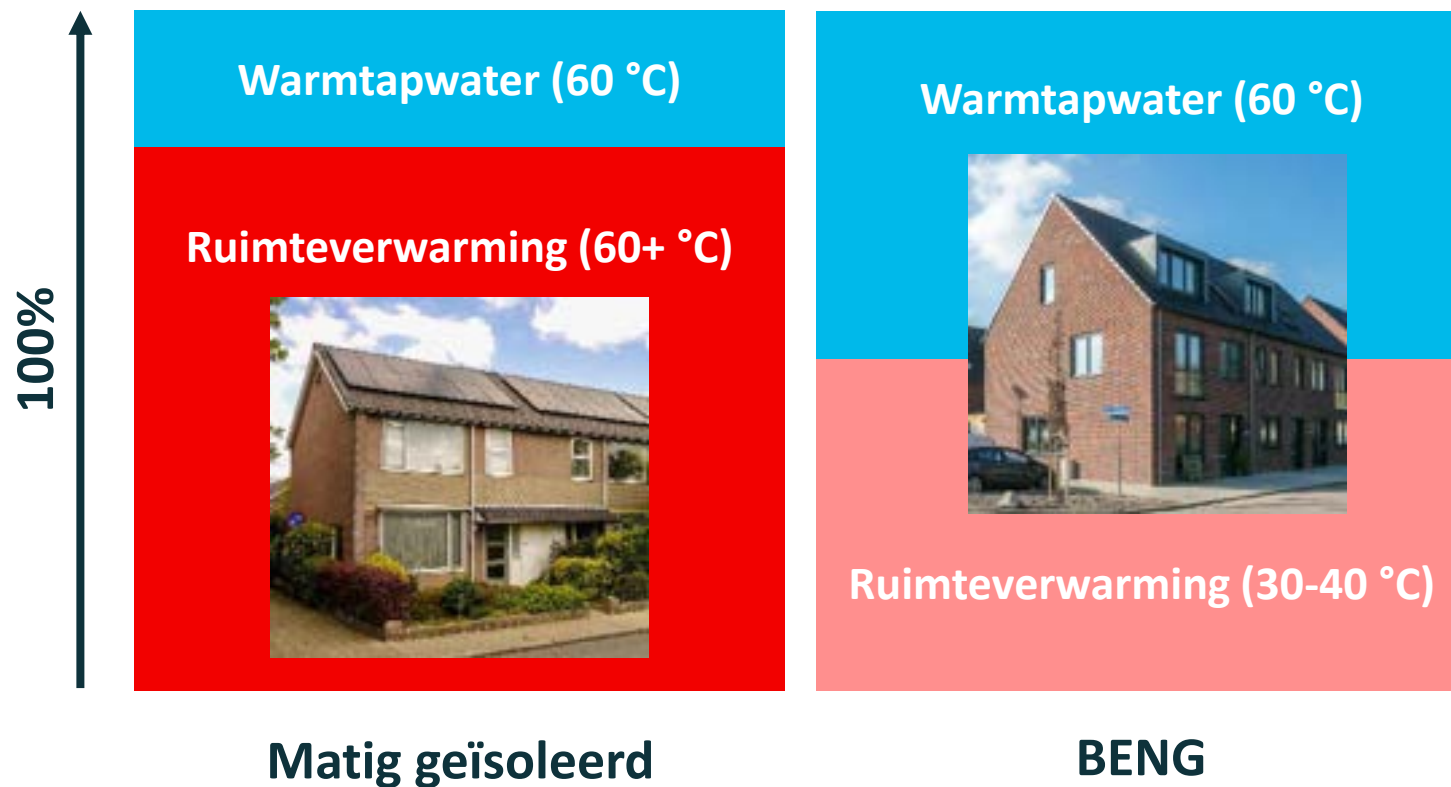 100%
Warmtapwater (60 °C)
Ruimteverwarming (60+ °C)
Matig geïsoleerd
Warmtapwater (60 °C)
Ruimteverwarming (30-40 °C)
BENG